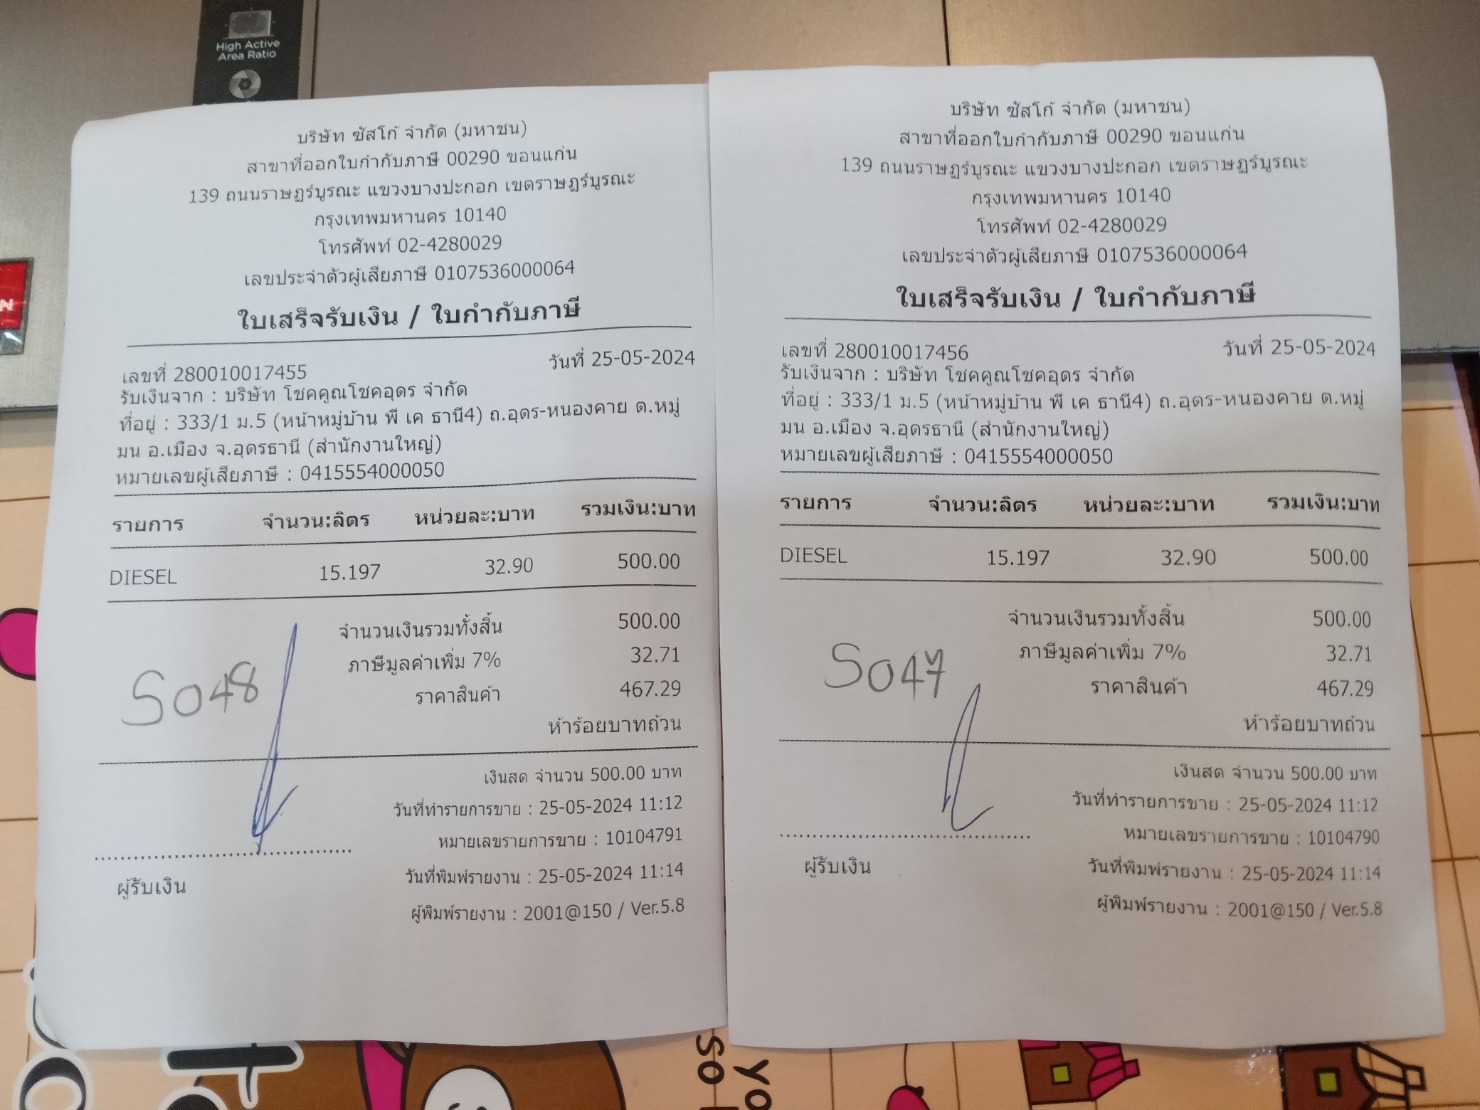 High Active
Area Ratio
บริษัท ซัสโก้ จำกัด (มหาชน)
สาขาที่ออกใบกำกับภาษี 00290 ขอนแก่น
139 ถนนราษฎร์บูรณะ แขวงบางปะกอก เขตราษฎร์บูรณะ
กรุงเทพมหานคร 10140
โทรศัพท์ 02-4280029
เลขประจำตัวผู้เสียภาษี 0107536000064
ใบเสร็จรับเงิน / ใบกำกับภาษี
เลขที่ 280010017455 วันที่ 25-05-2024
รับเงินจาก : บริษัท โชคคูณโชคอุดร จำกัด
ที่อยู่ : 333/1 ม.5 (หน้าหมู่บ้าน พี เค ธานี4) ถ.อุดร-หนองคาย ต.หมู่
มน อ.เมือง จ.อุดรธานี (สำนักงานใหญ่)
หมายเลขผู้เสียภาษี : 0415554000050
รายการ จำนวน:ลิตร หน่วยละ:บาท รวมเงิน:บาท
DIESEL 15.197 32.90 500.00
จำนวนเงินรวมทั้งสิ้น 500.00
ภาษีมูลค่าเพิ่ม 7% 32.71
S048
ราคาสินค้า 467.29
ห้าร้อยบาทถ้วน
เงินสด จำนวน 500.00 บาท
วันที่ทำรายการขาย : 25-05-2024 11:12
หมายเลขรายการขาย : 10104791
ผู้รับเงิน
วันที่พิมพ์รายงาน : 25-05-2024 11:14
ผู้พิมพ์รายงาน : 2001@150 / Ver.5.8
บริษัท ซัสโก้ จำกัด (มหาชน)
สาขาที่ออกใบกำกับภาษี 00290 ขอนแก่น
139 ถนนราษฎร์บูรณะ แขวงบางปะกอก เขตราษฎร์บูรณะ
กรุงเทพมหานคร 10140
โทรศัพท์ 02-4280029
เลขประจำตัวผู้เสียภาษี 0107536000064
ใบเสร็จรับเงิน / ใบกำกับภาษี
เลขที่ 280010017456 วันที่ 25-05-2024
รับเงินจาก : บริษัท โชคคูณโชคอุดร จำกัด
ที่อยู่ : 333/1 ม.5 (หน้าหมู่บ้าน พี เค ธานี4) ถ.อุดร-หนองคาย ต.หมู่
มน อ.เมือง จ.อุดรธานี (สำนักงานใหญ่)
หมายเลขผู้เสียภาษี : 0415554000050
รายการ จำนวน:ลิตร หน่วยละ:บาท รวมเงิน:บาท
DIESEL 15.197 32.90 500.00
จำนวนเงินรวมทั้งสิ้น 500.00
ภาษีมูลค่าเพิ่ม 7% 32.71
S047
ราคาสินค้า 467.29
ห้าร้อยบาทถ้วน
เงินสด จำนวน 500.00 บาท
วันที่ทำรายการขาย : 25-05-2024 11:12
หมายเลขรายการขาย : 10104790
ผู้รับเงิน
วันที่พิมพ์รายงาน : 25-05-2024 11:14
ผู้พิมพ์รายงาน : 2001@150 / Ver.5.8